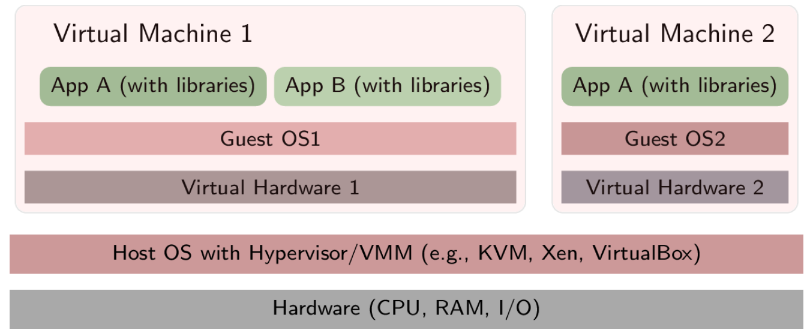 Virtual Machine 1
Virtual Machine 2
App A (with libraries)
App B (with libraries)
App A (with libraries)
Guest OS1
Guest OS2
Virtual Hardware 1
Virtual Hardware 2
Host OS with Hypervisor/VMM (e.g., KVM, Xen, VirtualBox)
Hardware (CPU, RAM, I/O)